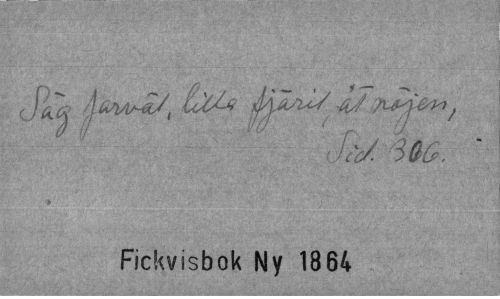 Säg farväl, lilla fjäril, åt nöjen,
Sid. 306.
Fickvisbok Ny 1864